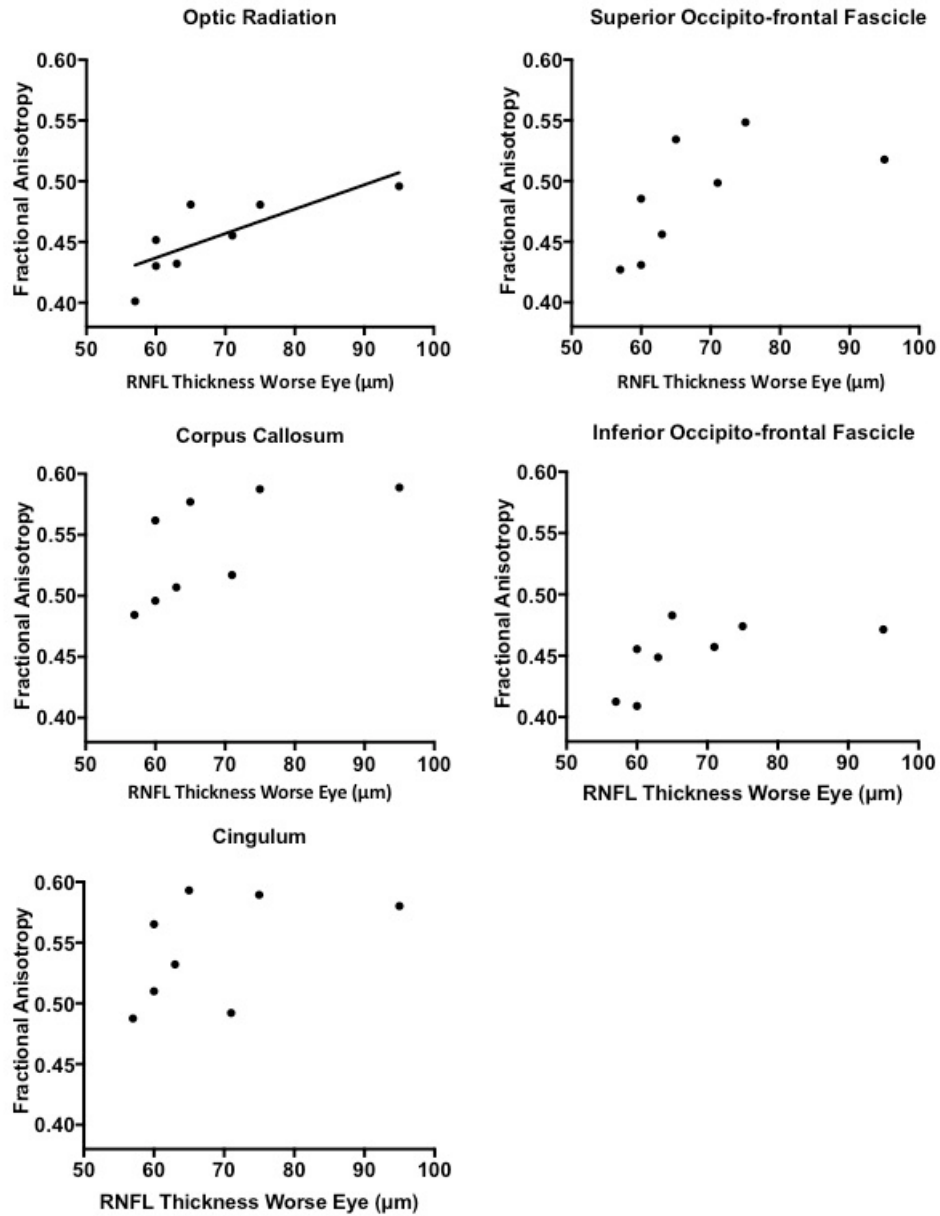 Optic Radiation
Fractional Anisotropy
0.60
0.55
0.50
0.45
0.40
50 60 70 80 90 100
RNFL Thickness Worse Eye (µm)
Superior Occipito-frontal Fascicle
Fractional Anisotropy
0.60
0.55
0.50
0.45
0.40
50 60 70 80 90 100
RNFL Thickness Worse Eye (µm)
Corpus Callosum
Fractional Anisotropy
0.60
0.55
0.50
0.45
0.40
50 60 70 80 90 100
RNFL Thickness Worse Eye (µm)
Inferior Occipito-frontal Fascicle
Fractional Anisotropy
0.60
0.55
0.50
0.45
0.40
50 60 70 80 90 100
RNFL Thickness Worse Eye (µm)
Cingulum
Fractional Anisotropy
0.60
0.55
0.50
0.45
0.40
50 60 70 80 90 100
RNFL Thickness Worse Eye (µm)